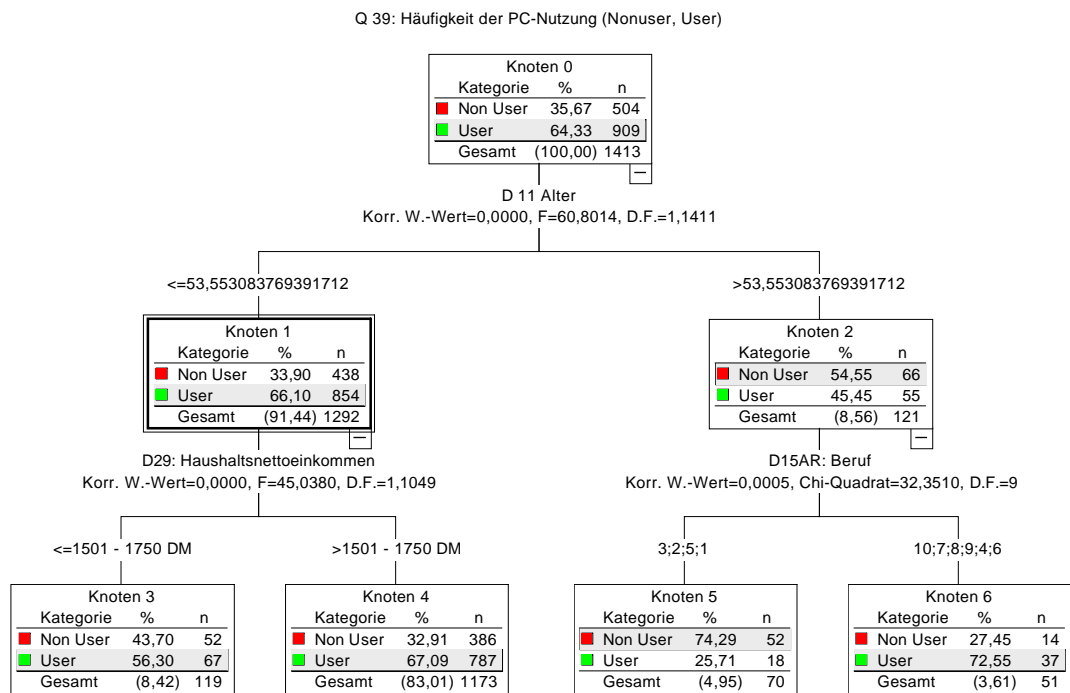 Q 39: Häufigkeit der PC-Nutzung (Nonuser, User)
Knoten 0
Kategorie % n
Non User 35,67 504
User 64,33 909
Gesamt (100,00) 1413
D 11 Alter
Korr. W.-Wert=0,0000, F=60,8014, D.F.=1,1411
<=53,553083769391712
Knoten 1
Kategorie % n
Non User 33,90 438
User 66,10 854
Gesamt (91,44) 1292
D29: Haushaltsnettoeinkommen
Korr. W.-Wert=0,0000, F=45,0380, D.F.=1,1049
<=1501 - 1750 DM
Knoten 3
Kategorie % n
Non User 43,70 52
User 56,30 67
Gesamt (8,42) 119
>1501 - 1750 DM
Knoten 4
Kategorie % n
Non User 32,91 386
User 67,09 787
Gesamt (83,01) 1173
>53,553083769391712
Knoten 2
Kategorie % n
Non User 54,55 66
User 45,45 55
Gesamt (8,56) 121
D15AR: Beruf
Korr. W.-Wert=0,0005, Chi-Quadrat=32,3510, D.F.=9
3;2;5;1
Knoten 5
Kategorie % n
Non User 74,29 52
User 25,71 18
Gesamt (4,95) 70
10;7;8;9;4;6
Knoten 6
Kategorie % n
Non User 27,45 14
User 72,55 37
Gesamt (3,61) 51